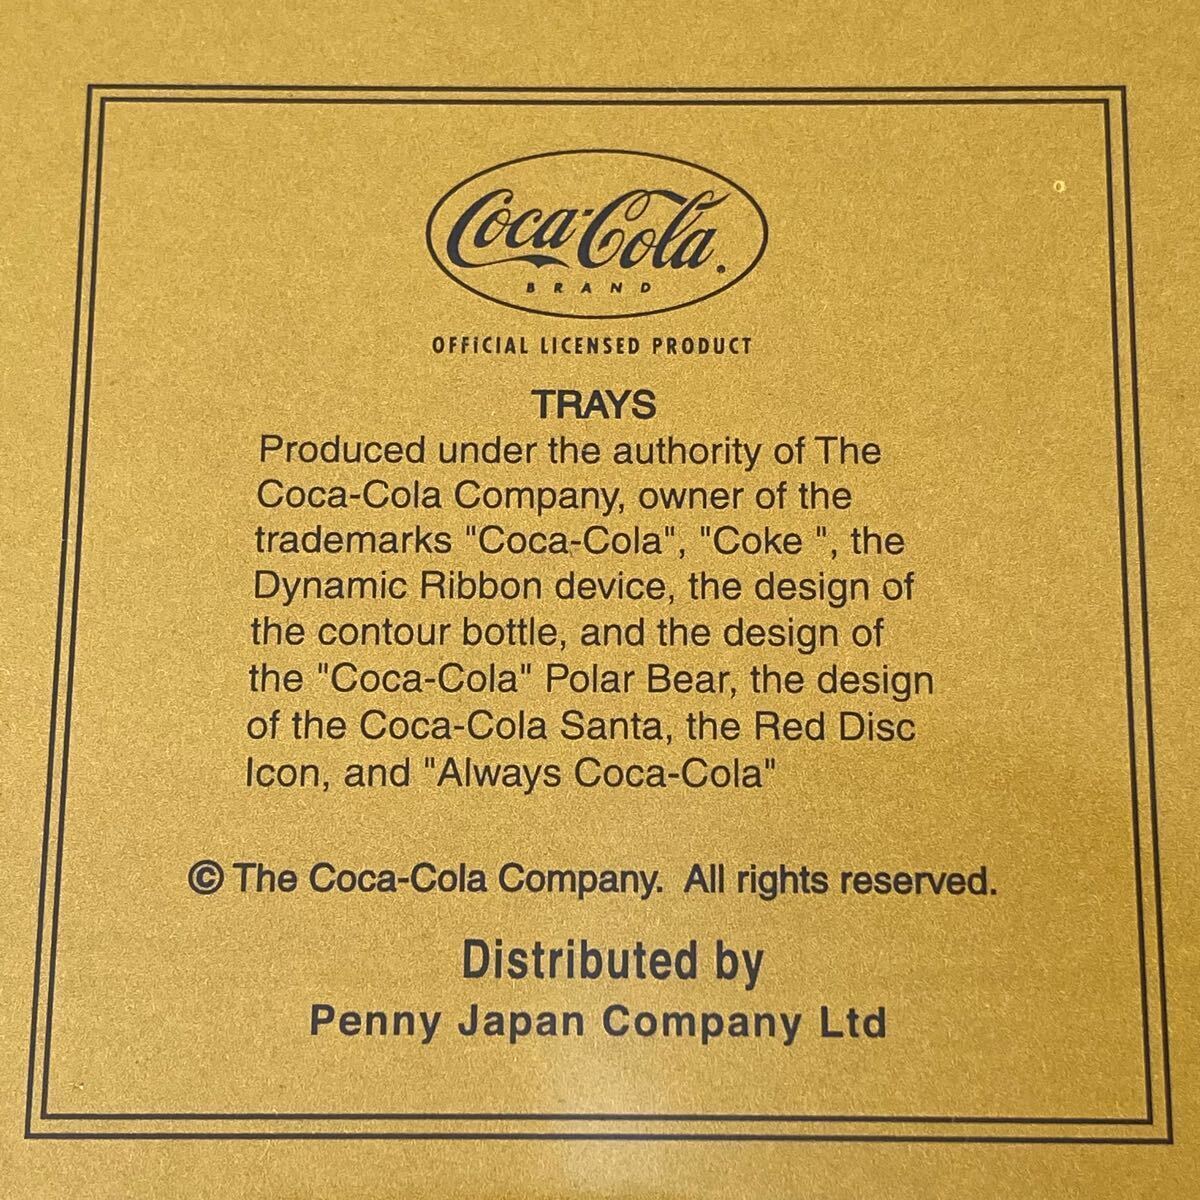 Coca-Cola.
BRAND
OFFiCIAL LICENSED PRODUCT
TRAYS
Produced under the authority of The
Coca-Cola Company, owner of the
trademarks "Coca-Cola", "Coke ", the
Dynamic Ribbon device, the design of
the contour bottle, and the design of
the "Coca-Cola" Polar Bear, the design
of the Coca-Cola Santa, the Red Disc
Icon, and "Always Coca-Cola"
© The Coca-Cola Company. All rights reserved.
Distributed by
Penny Japan Company Ltd